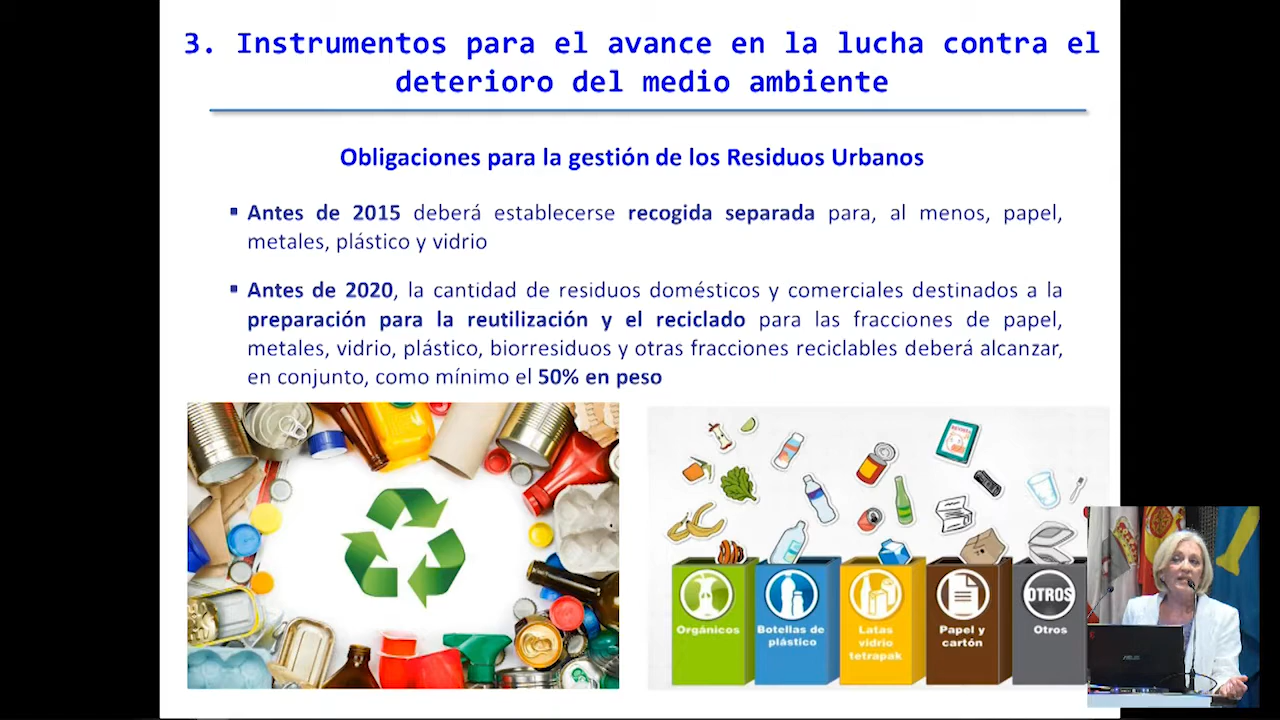 3. Instrumentos para el avance en la lucha contra el
deterioro del medio ambiente
Obligaciones para la gestión de los Residuos Urbanos
▪ Antes de 2015 deberá establecerse recogida separada para, al menos, papel,
metales, plástico y vidrio
▪ Antes de 2020, la cantidad de residuos domésticos y comerciales destinados a la
preparación para la reutilización y el reciclado para las fracciones de papel,
metales, vidrio, plástico, biorresiduos y otras fracciones reciclables deberá alcanzar,
en conjunto, como mínimo el 50% en peso
Orgánicos
Botellas de
plástico
Latas
vidrio
tetrapak
Papel y
cartón
OTROS
Otros
ASUS